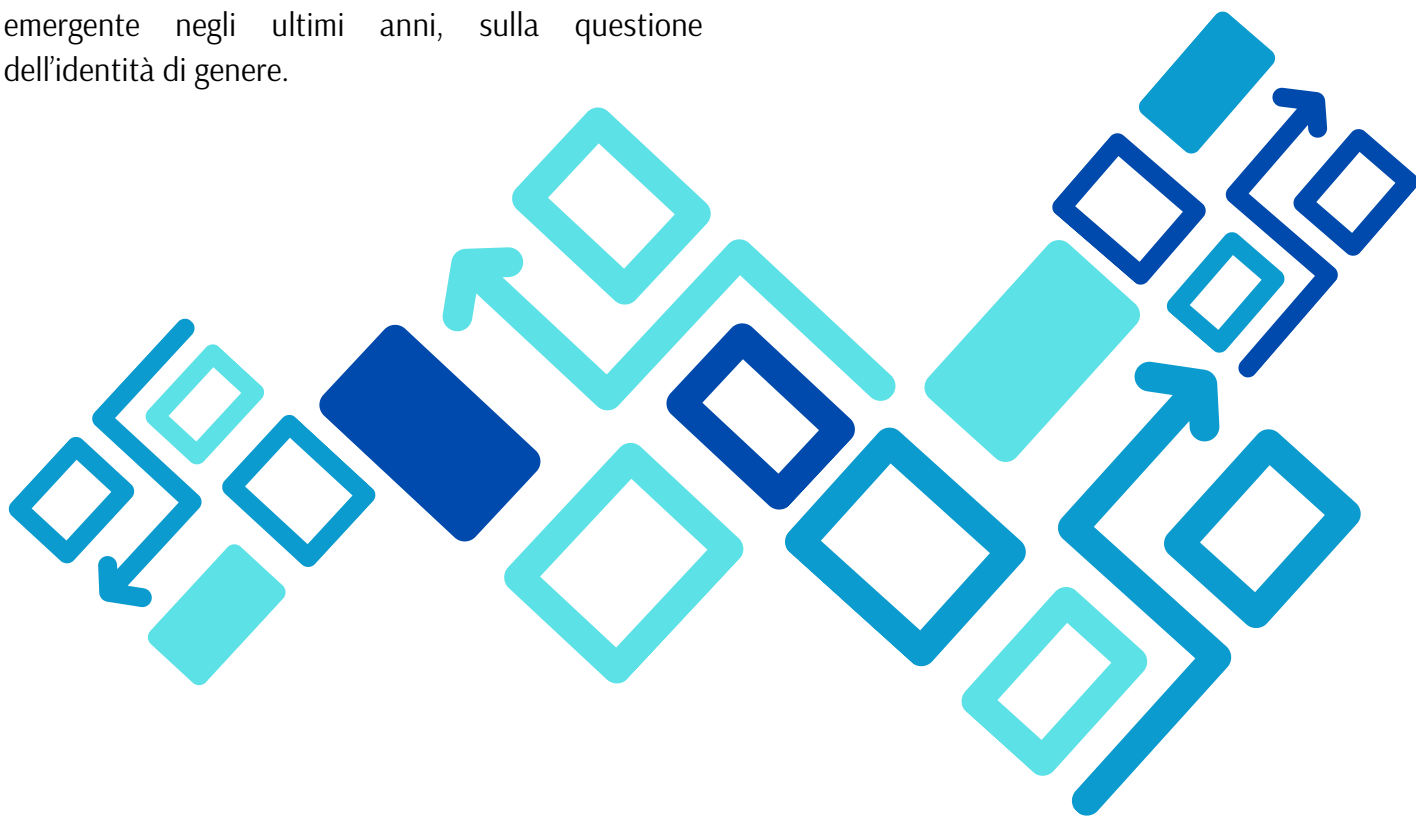 emergente negli ultimi anni, sulla questione
dell'identità di genere.